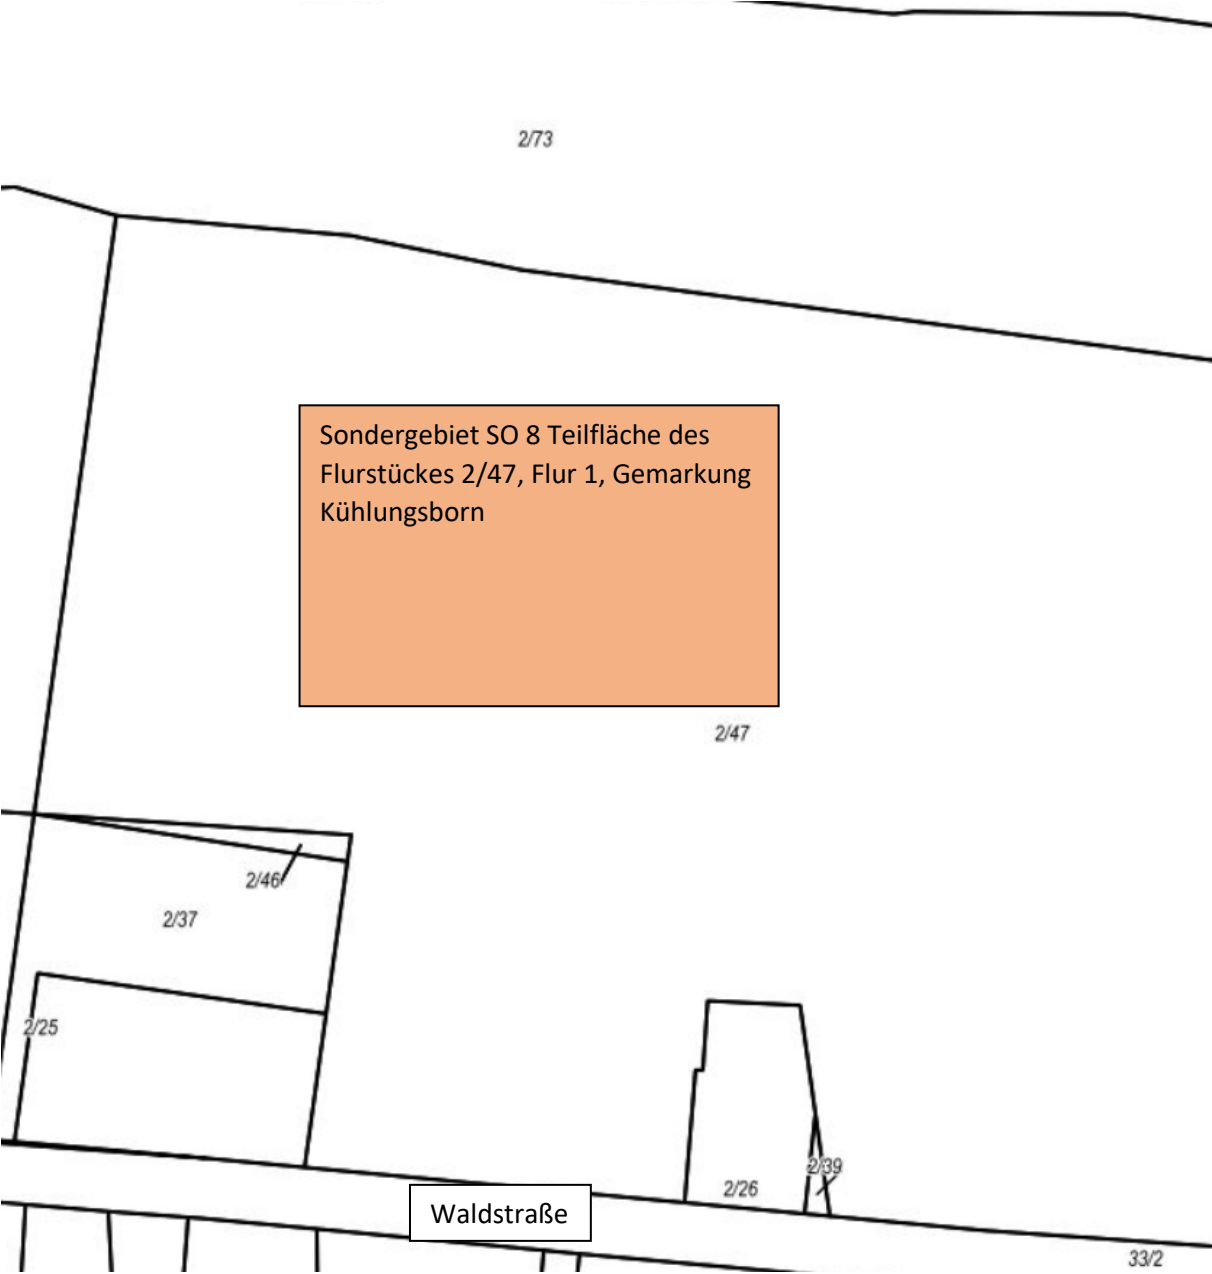 2/73
Sondergebiet SO 8 Teilfläche des
Flurstückes 2/47, Flur 1, Gemarkung
Kühlungsborn
2/47
2/46
2/37
2/25
2/39
2/26
Waldstraße
33/2